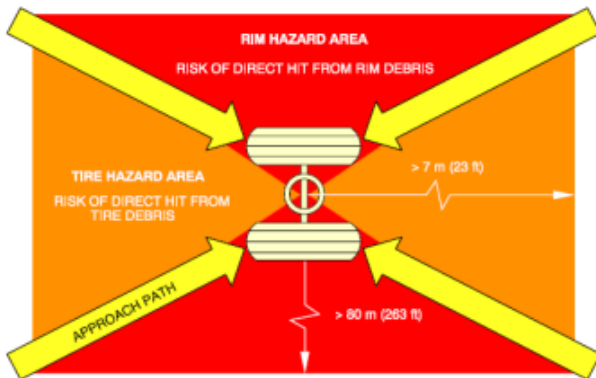 RIM HAZARD AREA
RISK OF DIRECT HIT FROM RIM DEBRIS
> 7 m (23 ft)
TIRE HAZARD AREA
RISK OF DIRECT HIT FROM
TIRE DEBRIS
APPROACH PATH
> 80 m (263 ft)